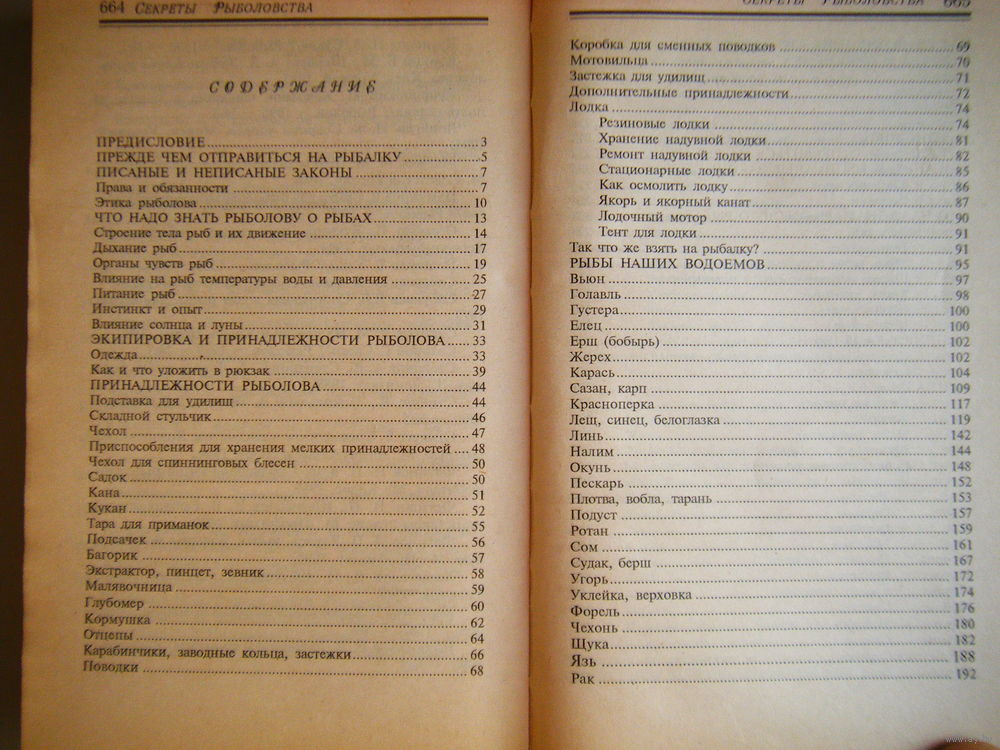 664 Секреты Рыболовства
СОДЕРЖАНИЕ
ПРЕДИСЛОВИЕ 3
ПРЕЖДЕ ЧЕМ ОТПРАВИТЬСЯ НА РЫБАЛКУ 5
ПИСАНЫЕ И НЕПИСАНЫЕ ЗАКОНЫ 7
Права и обязанности 7
Этика рыболова 10
ЧТО НАДО ЗНАТЬ РЫБОЛОВУ О РЫБАХ 13
Строение тела рыб и их движение 14
Дыхание рыб 17
Органы чувств рыб 19
Влияние на рыб температуры воды и давления 25
Питание рыб 27
Инстинкт и опыт 29
Влияние солнца и луны 31
ЭКИПИРОВКА И ПРИНАДЛЕЖНОСТИ РЫБОЛОВА 33
Одежда 33
Как и что уложить в рюкзак 39
ПРИНАДЛЕЖНОСТИ РЫБОЛОВА 44
Подставка для удилищ 44
Складной стульчик 46
Чехол 47
Приспособления для хранения мелких принадлежностей 48
Чехол для спиннинговых блесен 50
Садок 50
Кана 51
Кукан 52
Тара для приманок 55
Подсачек 56
Багорик 57
Экстрактор, пинцет, зевник 58
Малявочница 59
Глубомер 60
Кормушка 62
Отцепы 64
Карабинчики, заводные кольца, застежки 66
Поводки 68
Секреты Рыболовства 665
Коробка для сменных поводков 69
Мотовильца 70
Застежка для удилищ 71
Дополнительные принадлежности 72
Лодка 74
Резиновые лодки 74
Хранение надувной лодки 81
Ремонт надувной лодки 82
Стационарные лодки 85
Как осмолить лодку 86
Якорь и якорный канат 87
Лодочный мотор 90
Тент для лодки 91
Так что же взять на рыбалку? 91
РЫБЫ НАШИХ ВОДОЕМОВ 95
Вьюн 97
Голавль 98
Густера 100
Елец 100
Ерш (бобырь) 102
Жерех 102
Карась 104
Сазан, карп 109
Красноперка 117
Лещ, синец, белоглазка 119
Линь 142
Налим 144
Окунь 148
Пескарь 152
Плотва, вобла, тарань 153
Подуст 157
Ротан 159
Сом 161
Судак, берш 167
Угорь 172
Уклейка, верховка 174
Форель 176
Чехонь 180
Щука 182
Язь 188
Рак 192